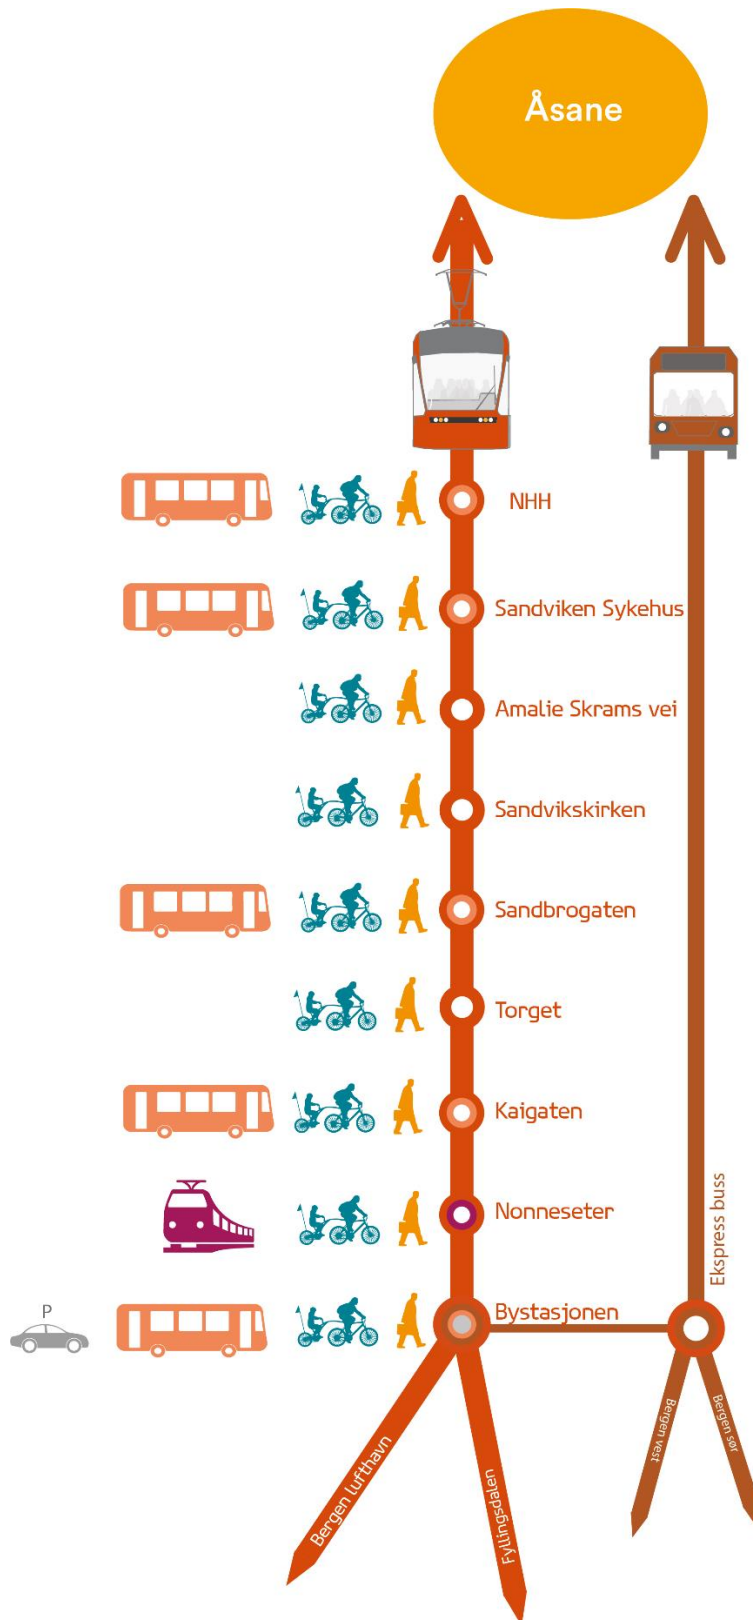 Åsane
NHH
Sandviken Sykehus
Amalie Skrams vei
Sandvikskirken
Sandbrogaten
Torget
Kaigaten
Nonneseter
Ekspress buss
P
Bystasjonen
Bergen lufthavn
Fyllingsdalen
Bergen vest
Bergen sør